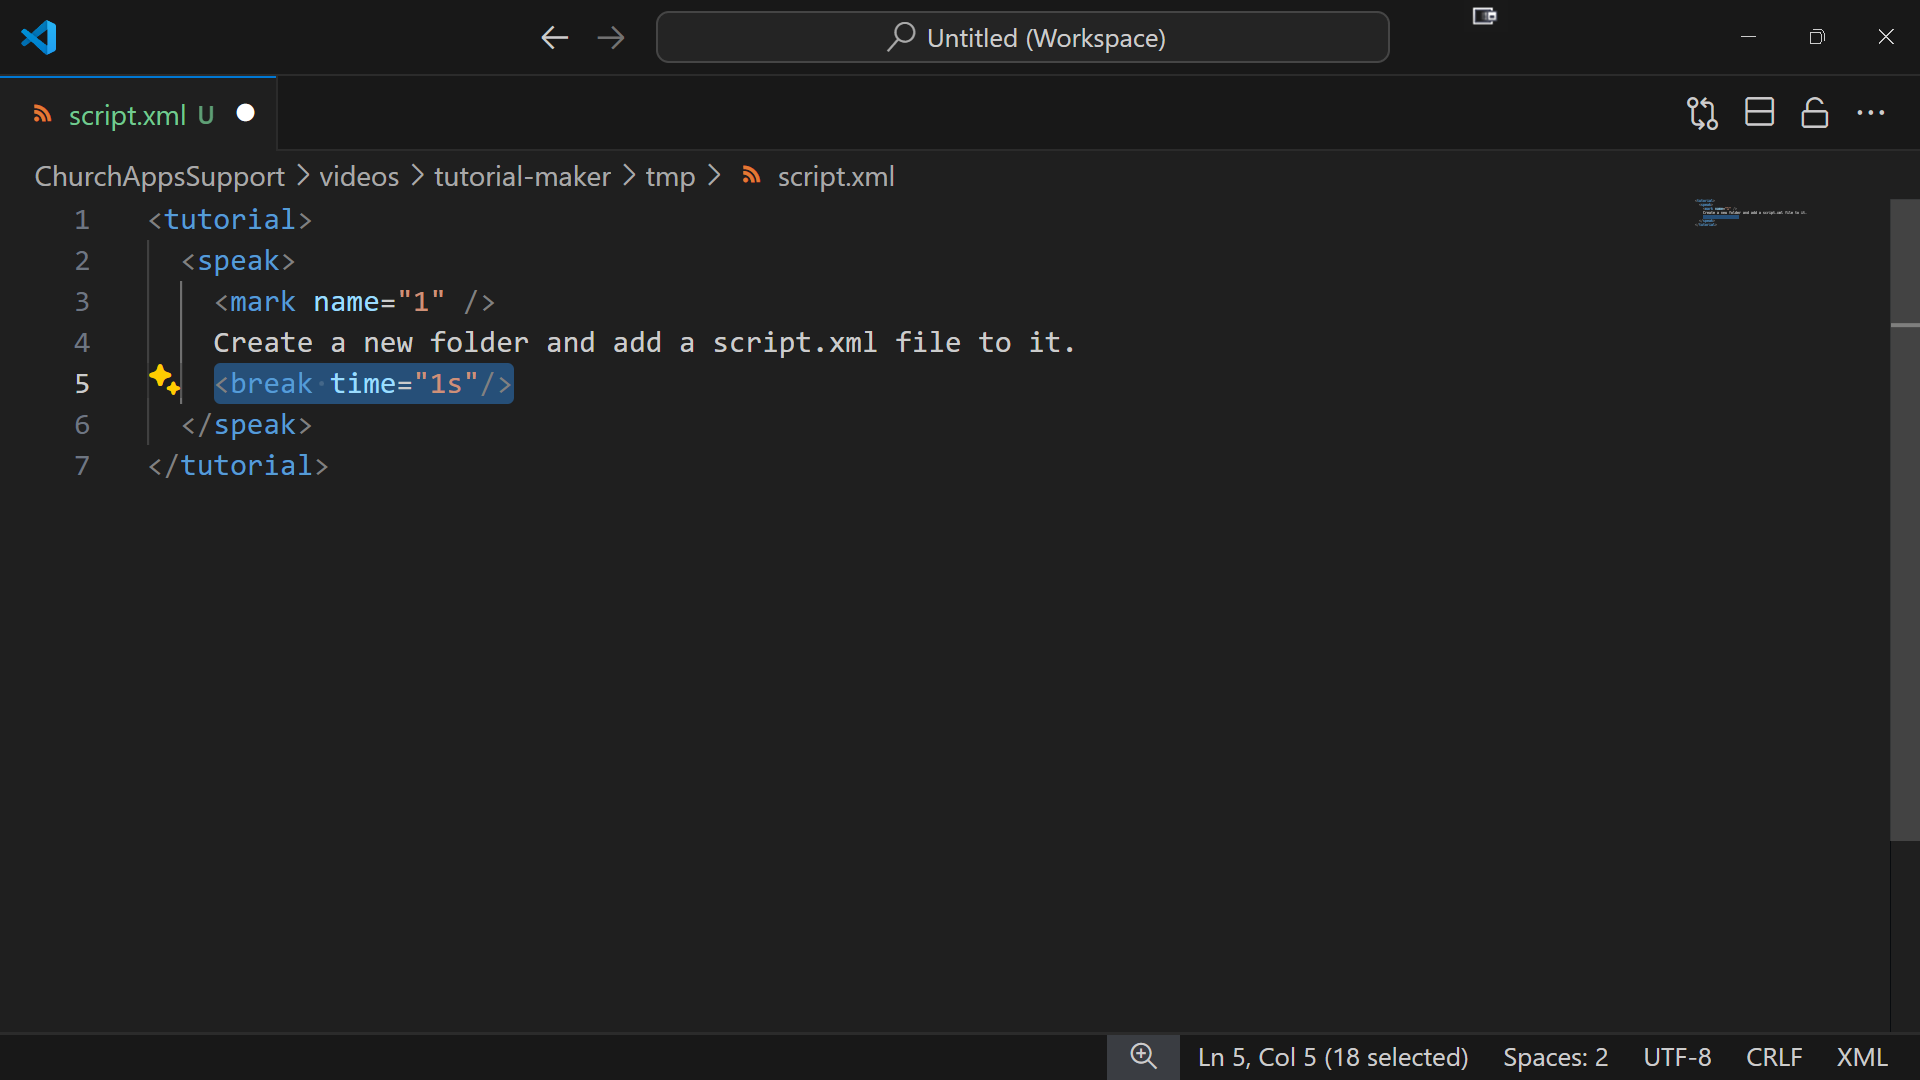 Untitled (Workspace)
script.xml U
ChurchAppsSupport > videos > tutorial-maker > tmp > script.xml
1 <tutorial>
2 <speak>
3 <mark name="1" />
4 Create a new folder and add a script.xml file to it.
5 <break time="1s"/>
6 </speak>
7 </tutorial>
Ln 5, Col 5 (18 selected) Spaces: 2 UTF-8 CRLF XML